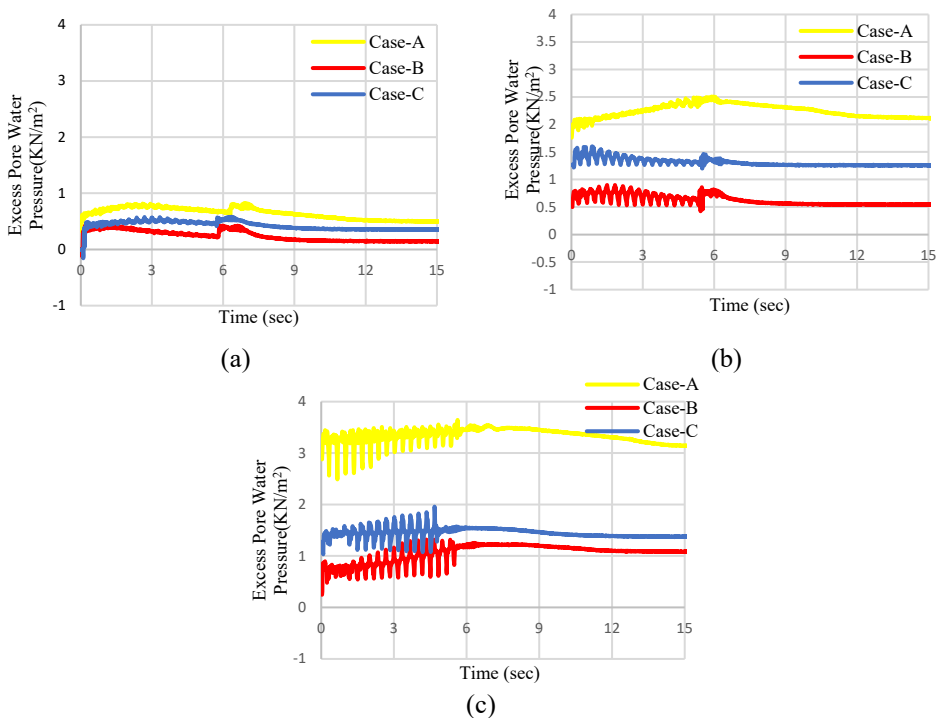 4
3
2
1
0
-1
0
3
6
9
12
15
Excess Pore Water
Pressure(KN/m²)
Time (sec)
Case-A
Case-B
Case-C
(a)
4
3.5
3
2.5
2
1.5
1
0.5
0
-0.5
-1
0
3
6
9
12
15
Excess Pore Water
Pressure(KN/m²)
Time (sec)
Case-A
Case-B
Case-C
(b)
4
3
2
1
0
-1
0
3
6
9
12
15
Excess Pore Water
Pressure(KN/m²)
Time (sec)
Case-A
Case-B
Case-C
(c)